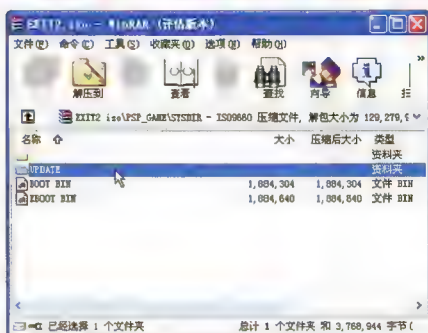 EXIT2.iso - WinRAR (评估版本)
文件(F) 命令(C) 工具(S) 收藏夹(O) 选项(N) 帮助(H)
解压到 查看 查找 向导 信息 扫 »
EXIT2 iso\PSP_GAME\SYSDIR - ISO9660 压缩文件, 解包大小为 129,279,
名称 大小 压缩后大小 类型
资料夹
UPDATE 资料夹
BOOT BIN 1,884,304 1,884,304 文件 BIN
EBOOT BIN 1,884,640 1,884,640 文件 BIN
已经选择 1 个文件夹 总计 1 个文件夹 和 3,768,944 字节(